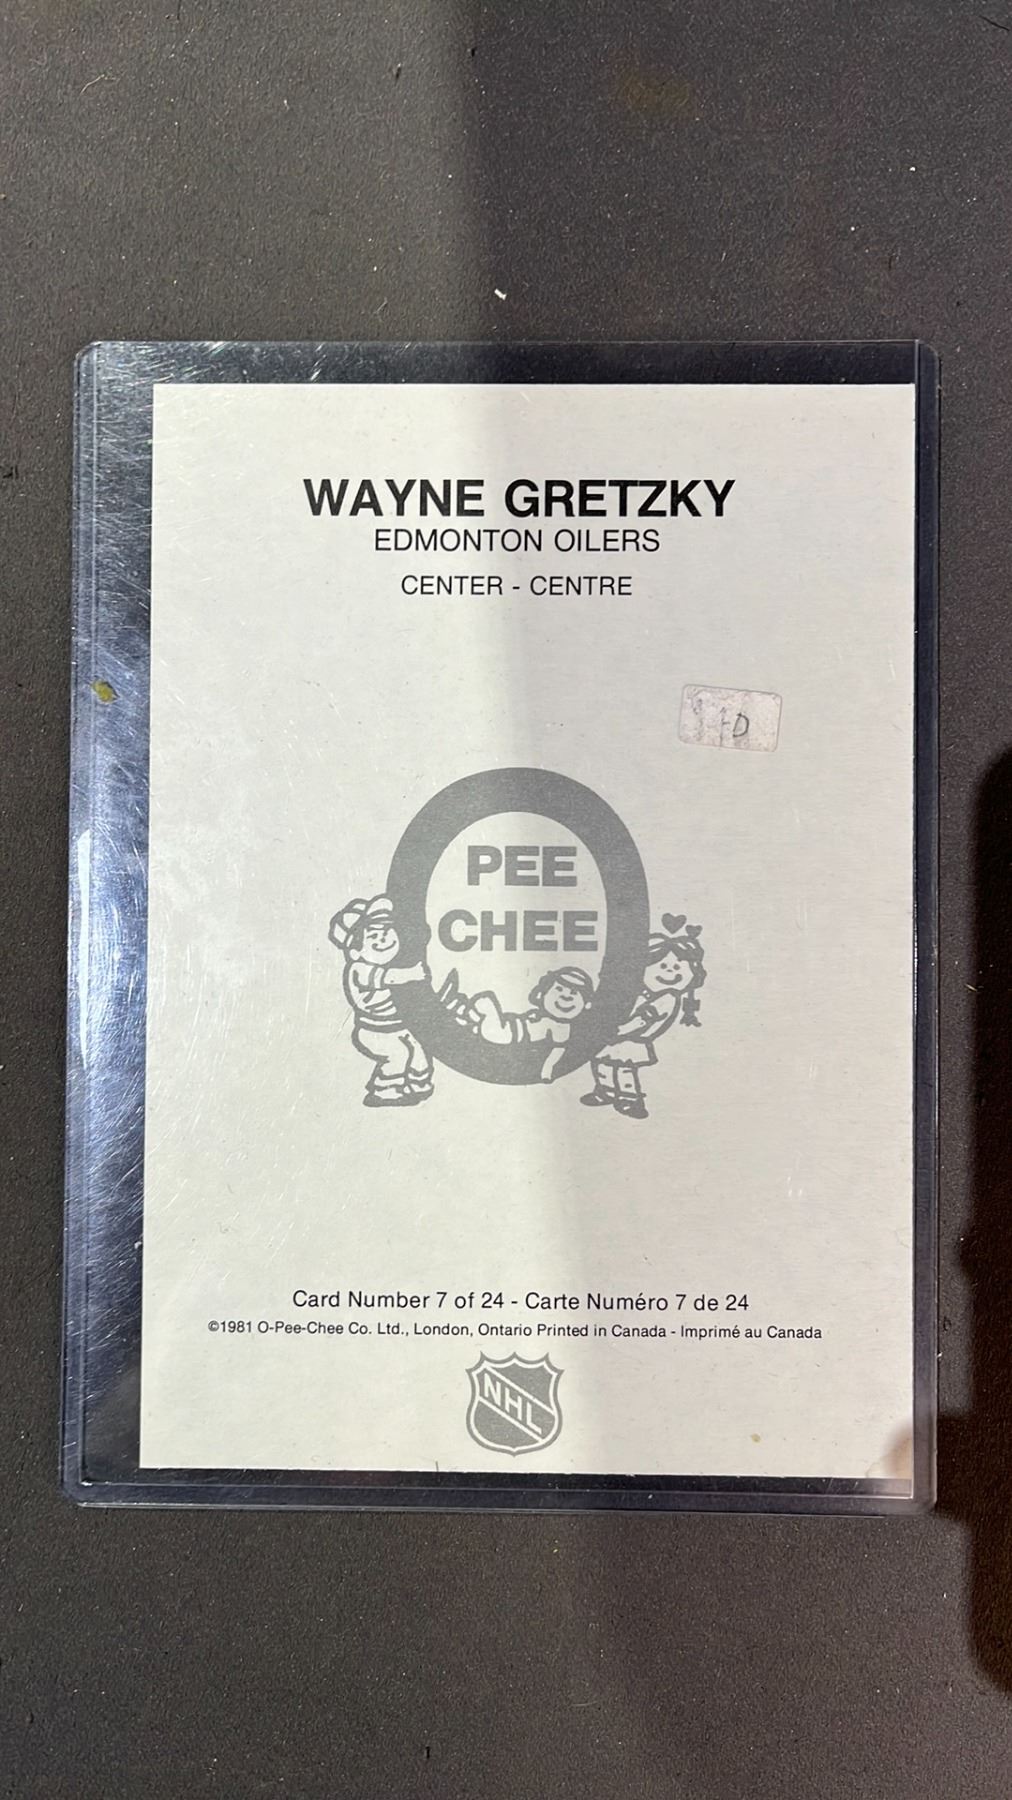 WAYNE GRETZKY
EDMONTON OILERS
CENTER - CENTRE
PEE
CHEE
Card Number 7 of 24 - Carte Numéro 7 de 24
©1981 O-Pee-Chee Co. Ltd., London, Ontario Printed in Canada - Imprimé au Canada
NHL